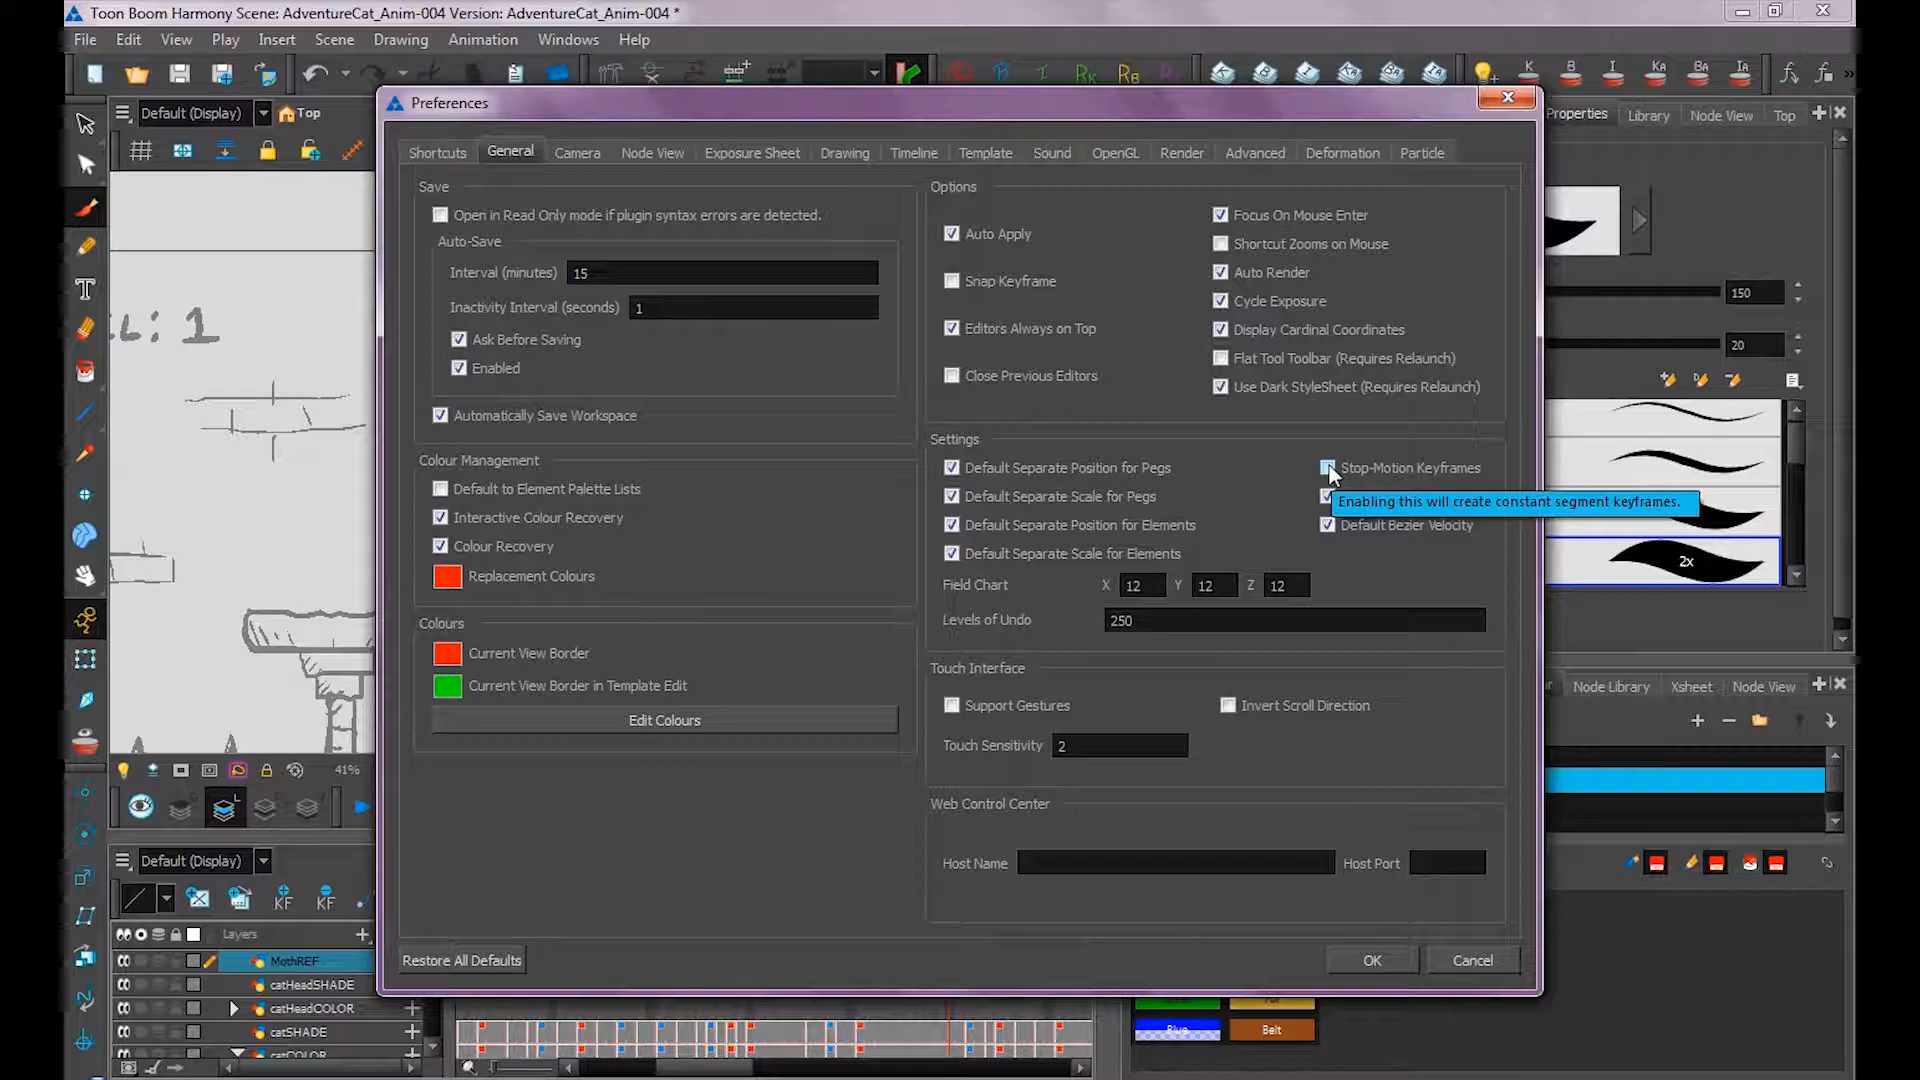 Toon Boom Harmony Scene: AdventureCat_Anim-004 Version: AdventureCat_Anim-004 *
File Edit View Play Insert Scene Drawing Animation Windows Help
Preferences
Default (Display) Top
Properties Library Node View Top
Shortcuts General Camera Node View Exposure Sheet Drawing Timeline Template Sound OpenGL Render Advanced Deformation Particle
Save
Open in Read Only mode if plugin syntax errors are detected.
Auto-Save
Interval (minutes) 15
Inactivity Interval (seconds) 1
Ask Before Saving
Enabled
Automatically Save Workspace
Colour Management
Default to Element Palette Lists
Interactive Colour Recovery
Colour Recovery
Replacement Colours
Colours
Current View Border
Current View Border in Template Edit
Edit Colours
Options
Auto Apply
Snap Keyframe
Editors Always on Top
Close Previous Editors
Focus On Mouse Enter
Shortcut Zooms on Mouse
Auto Render
Cycle Exposure
Display Cardinal Coordinates
Flat Tool Toolbar (Requires Relaunch)
Use Dark StyleSheet (Requires Relaunch)
Settings
Default Separate Position for Pegs
Default Separate Scale for Pegs
Default Separate Position for Elements
Default Separate Scale for Elements
Stop-Motion Keyframes
Enabling this will create constant segment keyframes.
Default Bezier Velocity
Field Chart X 12 Y 12 Z 12
Levels of Undo 250
Touch Interface
Support Gestures Invert Scroll Direction
Touch Sensitivity 2
Web Control Center
Host Name Host Port
Restore All Defaults OK Cancel
150
20
2x
Node Library Xsheet Node View
: 1
41%
Default (Display)
KF KF
Layers
MothREF
catHeadSHADE
catHeadCOLOR
catSHADE
catCOLOR
Blue Belt